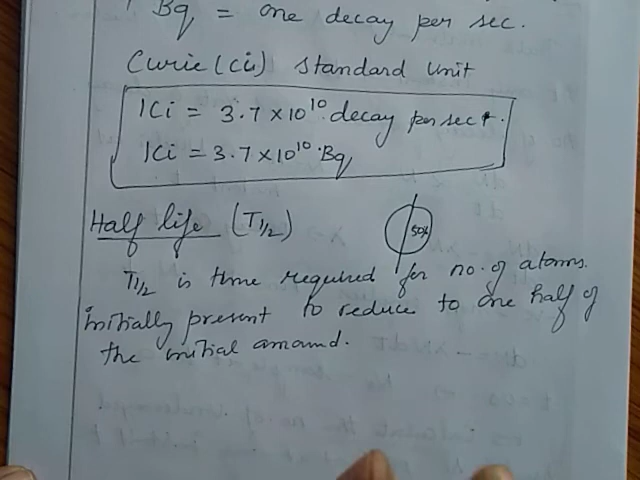 1 Bq = one decay per sec.
Curie (Ci) standard unit
1Ci = 3.7 × 10¹⁰ decay per sec.
1Ci = 3.7 × 10¹⁰ Bq
Half life (T1/2)
50%
T1/2 is time required for no. of atoms
initially present to reduce to one half of
the initial amound.